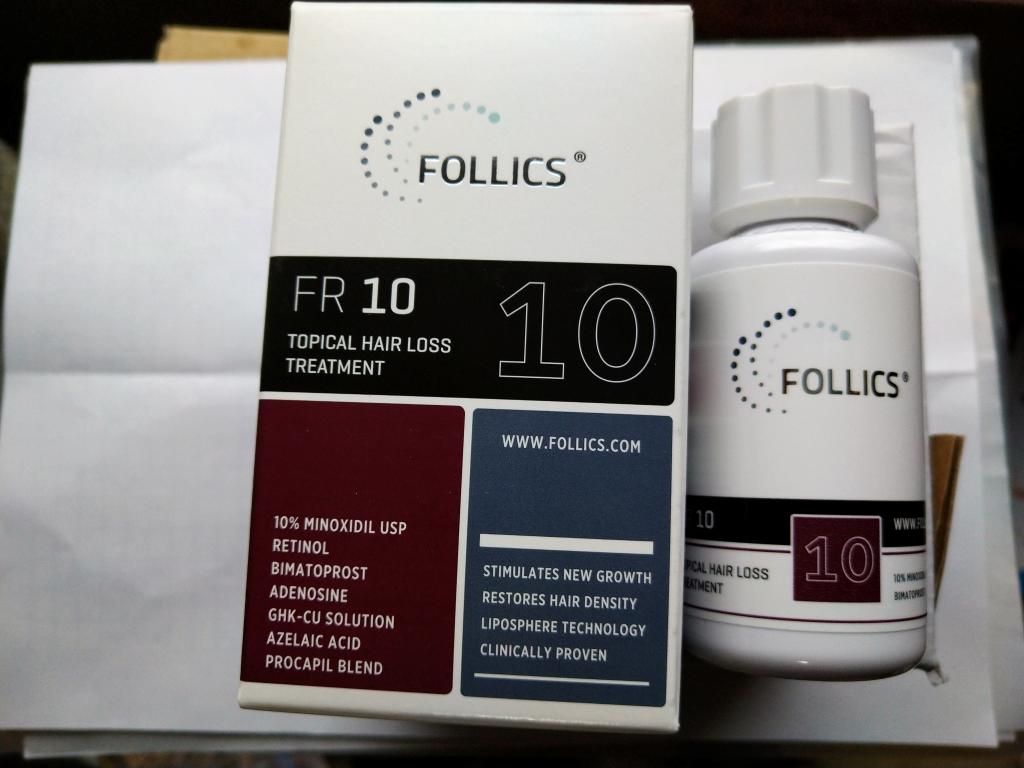 FOLLICS®
FR 10
TOPICAL HAIR LOSS
TREATMENT
10
10% MINOXIDIL USP
RETINOL
BIMATOPROST
ADENOSINE
GHK-CU SOLUTION
AZELAIC ACID
PROCAPIL BLEND
WWW.FOLLICS.COM
STIMULATES NEW GROWTH
RESTORES HAIR DENSITY
LIPOSPHERE TECHNOLOGY
CLINICALLY PROVEN
FOLLICS®
10
HAIR LOSS
10
10%